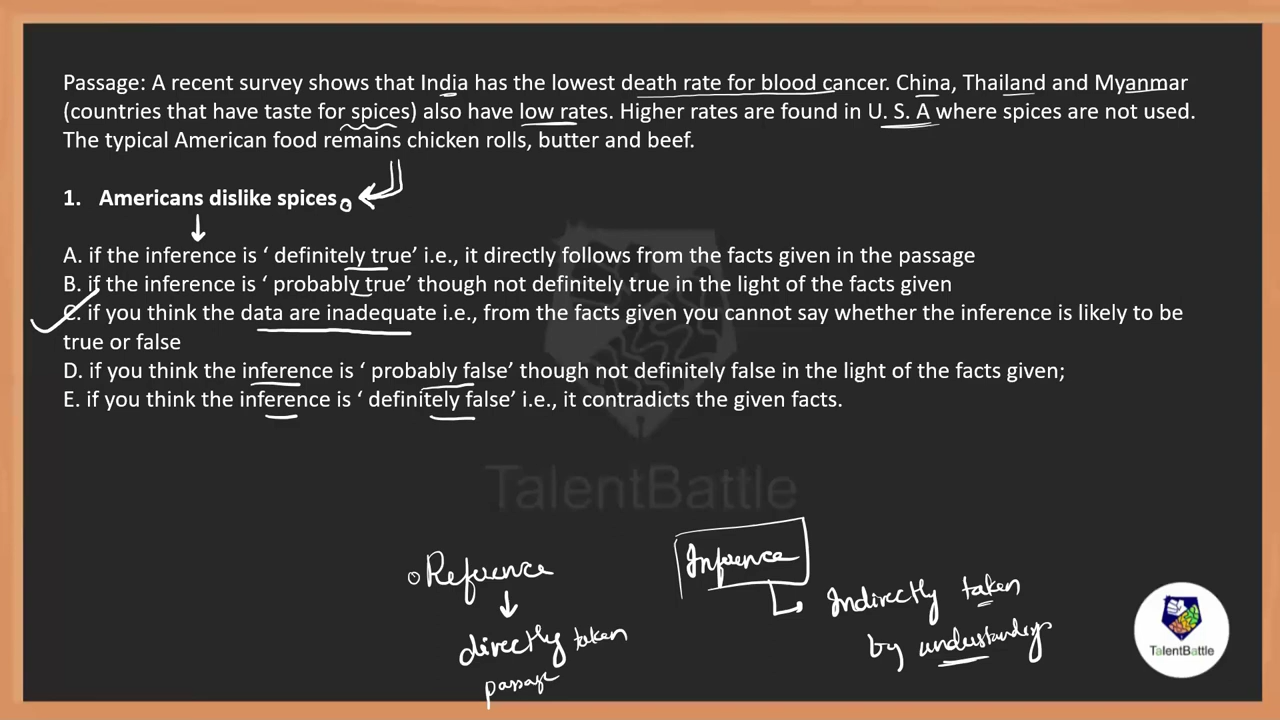 Passage: A recent survey shows that India has the lowest death rate for blood cancer. China, Thailand and Myanmar
(countries that have taste for spices) also have low rates. Higher rates are found in U. S. A where spices are not used.
The typical American food remains chicken rolls, butter and beef.
1. Americans dislike spices.
A. if the inference is ‘ definitely true’ i.e., it directly follows from the facts given in the passage
B. if the inference is ‘ probably true’ though not definitely true in the light of the facts given
C. if you think the data are inadequate i.e., from the facts given you cannot say whether the inference is likely to be
true or false
D. if you think the inference is ‘ probably false’ though not definitely false in the light of the facts given;
E. if you think the inference is ‘ definitely false’ i.e., it contradicts the given facts.
TalentBattle
Reference
directly taken
passage
Inference
Indirectly taken
by understanding
TalentBattle